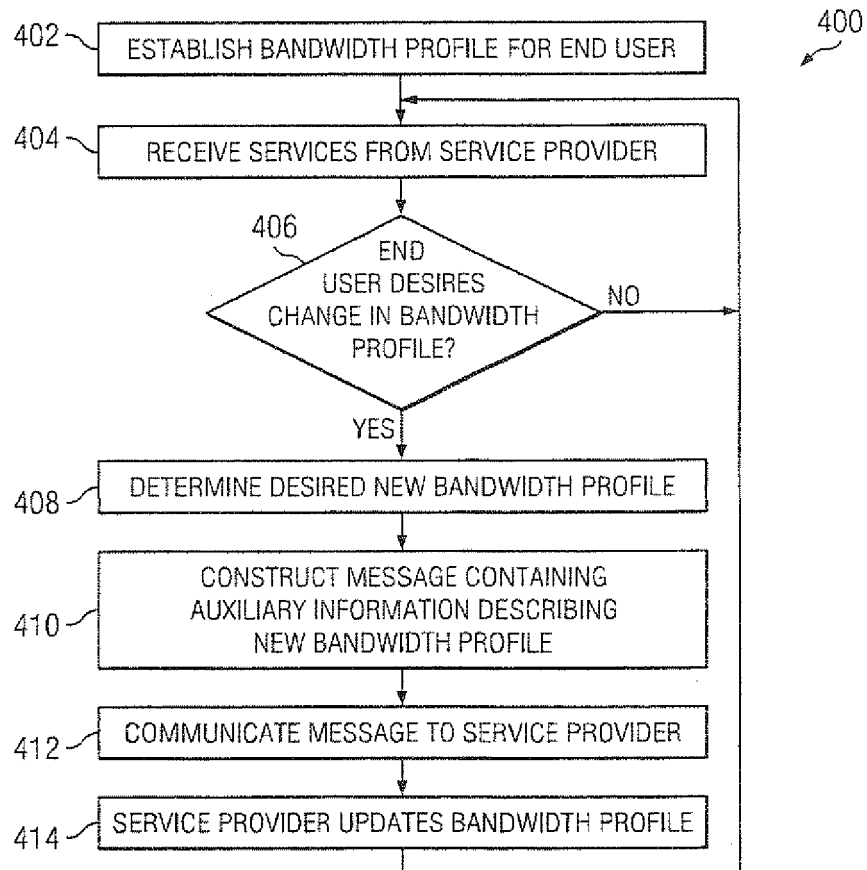 400
402
ESTABLISH BANDWIDTH PROFILE FOR END USER
404
RECEIVE SERVICES FROM SERVICE PROVIDER
406
END
USER DESIRES
CHANGE IN BANDWIDTH
PROFILE?
NO
YES
408
DETERMINE DESIRED NEW BANDWIDTH PROFILE
410
CONSTRUCT MESSAGE CONTAINING
AUXILIARY INFORMATION DESCRIBING
NEW BANDWIDTH PROFILE
412
COMMUNICATE MESSAGE TO SERVICE PROVIDER
414
SERVICE PROVIDER UPDATES BANDWIDTH PROFILE